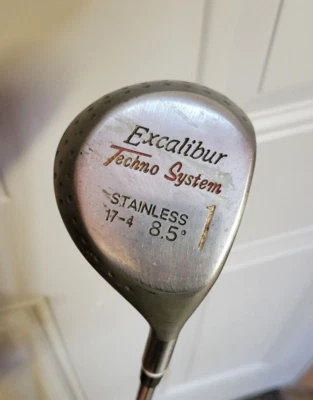 Excalibur
Techno System
STAINLESS
17-4 8.5° 1